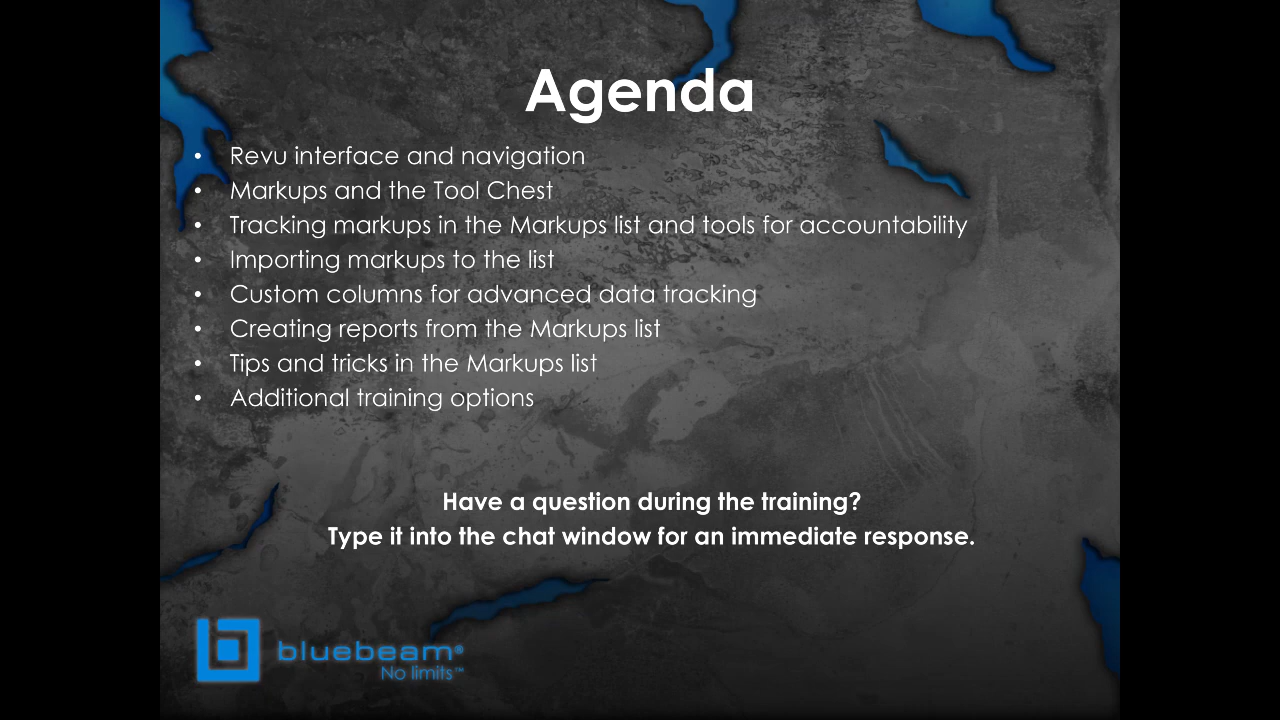 Agenda
• Revu interface and navigation
• Markups and the Tool Chest
• Tracking markups in the Markups list and tools for accountability
• Importing markups to the list
• Custom columns for advanced data tracking
• Creating reports from the Markups list
• Tips and tricks in the Markups list
• Additional training options
Have a question during the training?
Type it into the chat window for an immediate response.
bluebeam®
No limits™